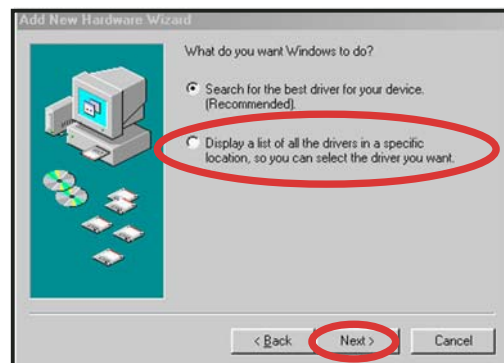 Add New Hardware Wizard
What do you want Windows to do?
Search for the best driver for your device.
(Recommended).
Display a list of all the drivers in a specific
location, so you can select the driver you want.
< Back
Next >
Cancel